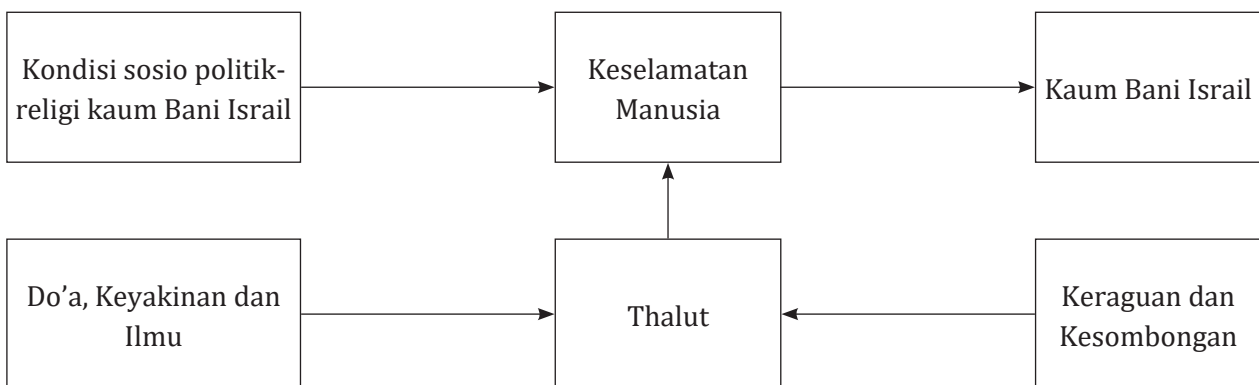 Kondisi sosio politik-
religi kaum Bani Israil
Keselamatan
Manusia
Kaum Bani Israil
Do’a, Keyakinan dan
Ilmu
Thalut
Keraguan dan
Kesombongan